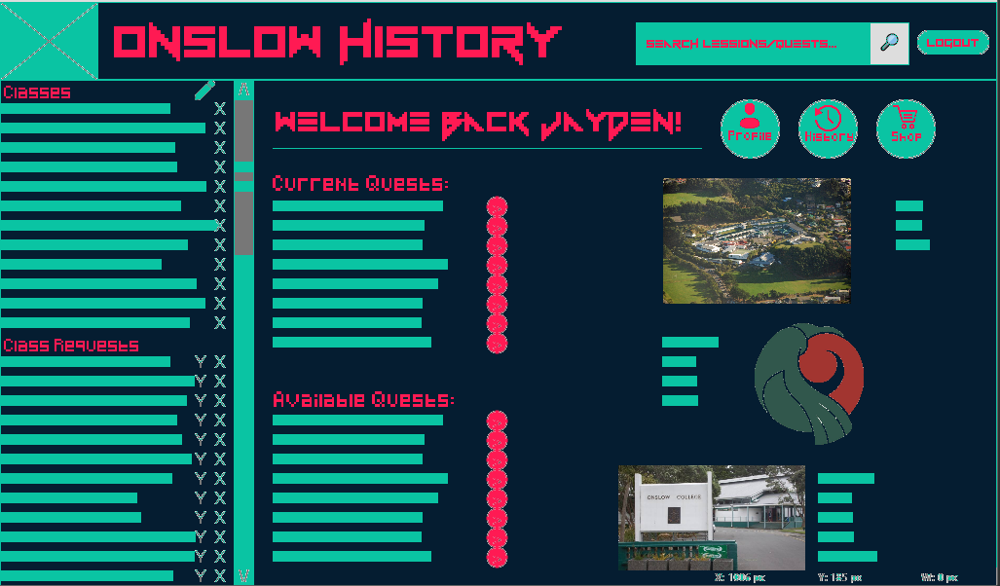 ONSLOW HISTORY
SEARCH LESSIONS/QUESTS...
LOGOUT
Classes
X
X
X
X
X
X
X
X
X
X
X
X
Class Requests
Y X
Y X
Y X
Y X
Y X
Y X
Y X
Y X
Y X
Y X
Y X
Y X
WELCOME BACK JAYDEN!
Profile
History
Shop
Current Quests:
Available Quests:
ONSLOW COLLEGE
X: 1006 px Y: 185 px W: 0 px